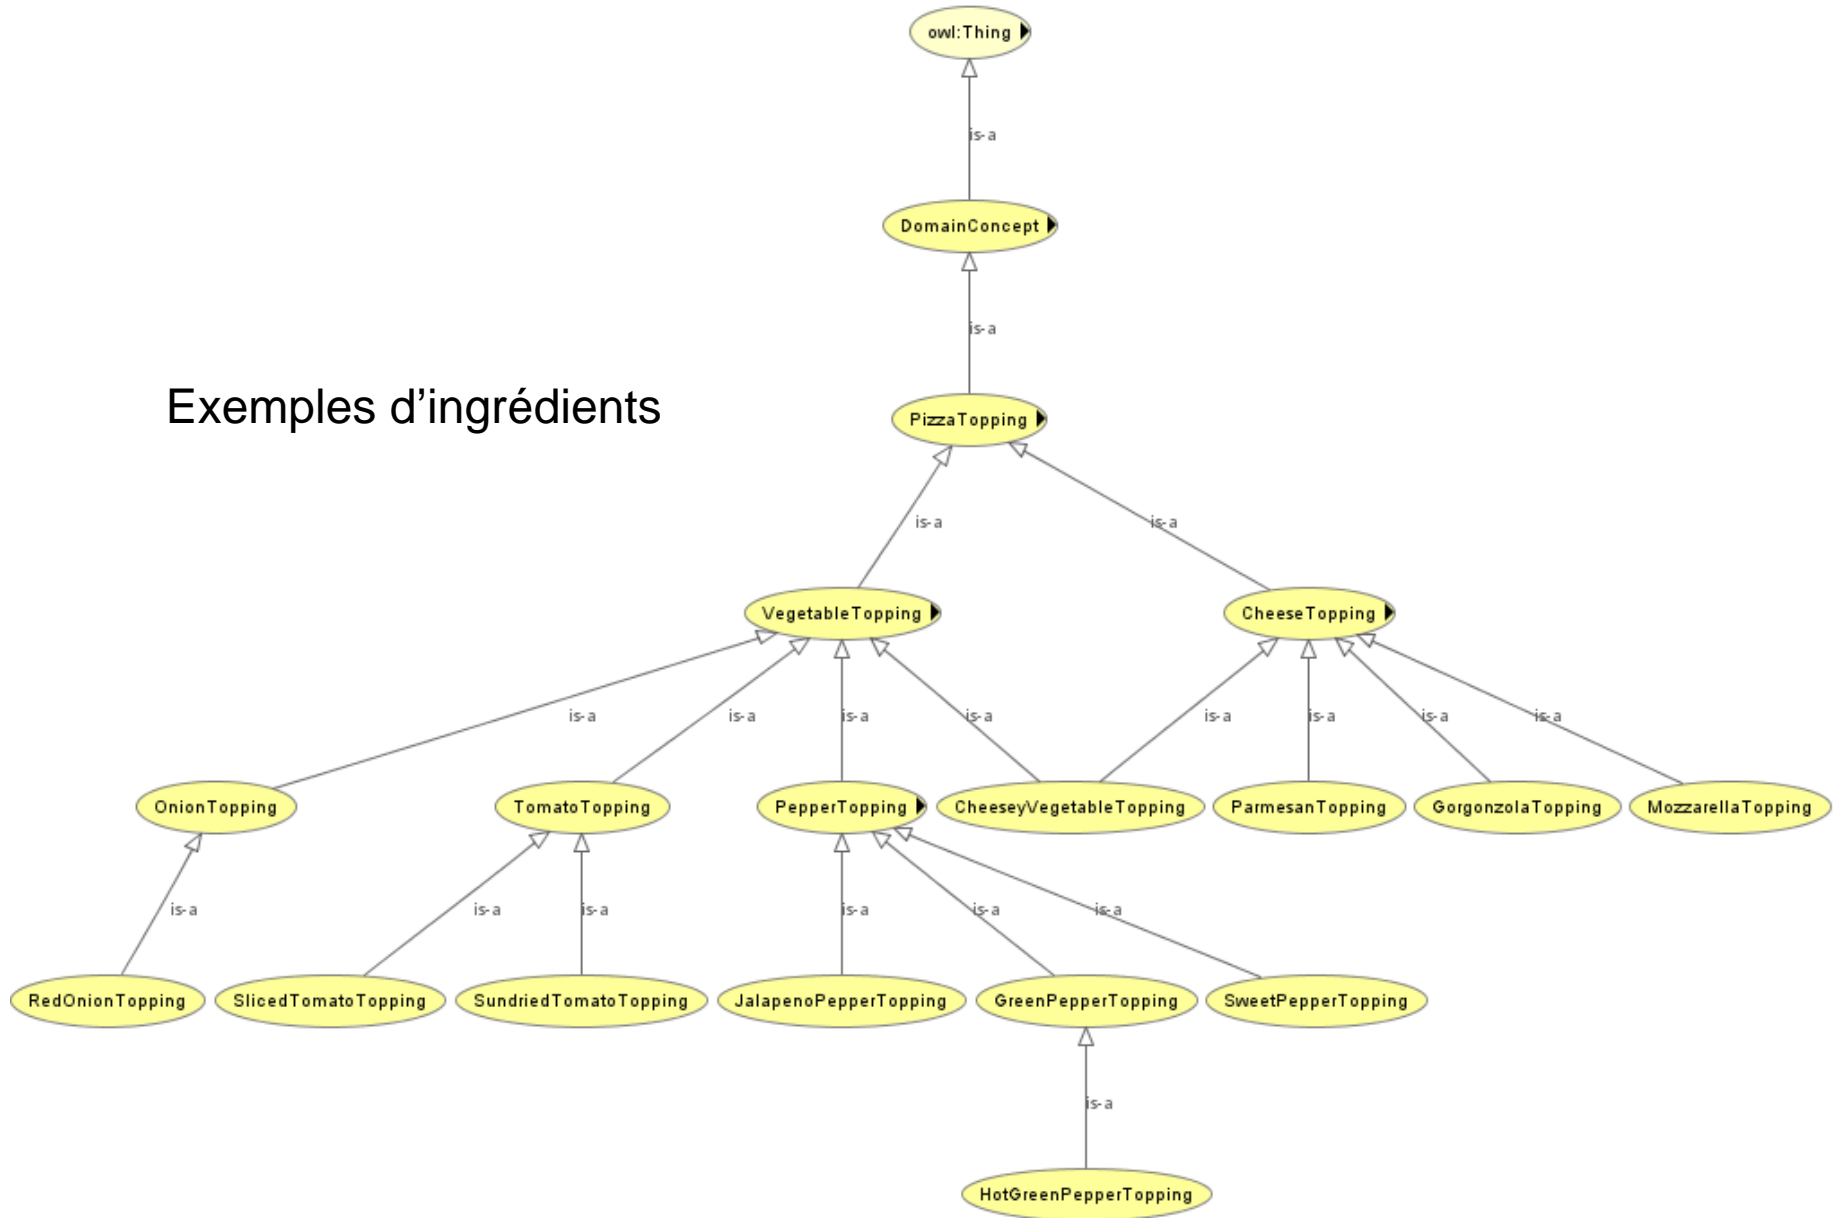 owl:Thing
is-a
DomainConcept
is-a
Exemples d’ingrédients
PizzaTopping
is-a is-a
VegetableTopping CheeseTopping
is-a is-a is-a is-a is-a is-a is-a is-a
OnionTopping TomatoTopping PepperTopping CheeseyVegetableTopping ParmesanTopping GorgonzolaTopping MozzarellaTopping
is-a is-a is-a is-a is-a is-a
RedOnionTopping SlicedTomatoTopping SundriedTomatoTopping JalapenoPepperTopping GreenPepperTopping SweetPepperTopping
is-a
HotGreenPepperTopping